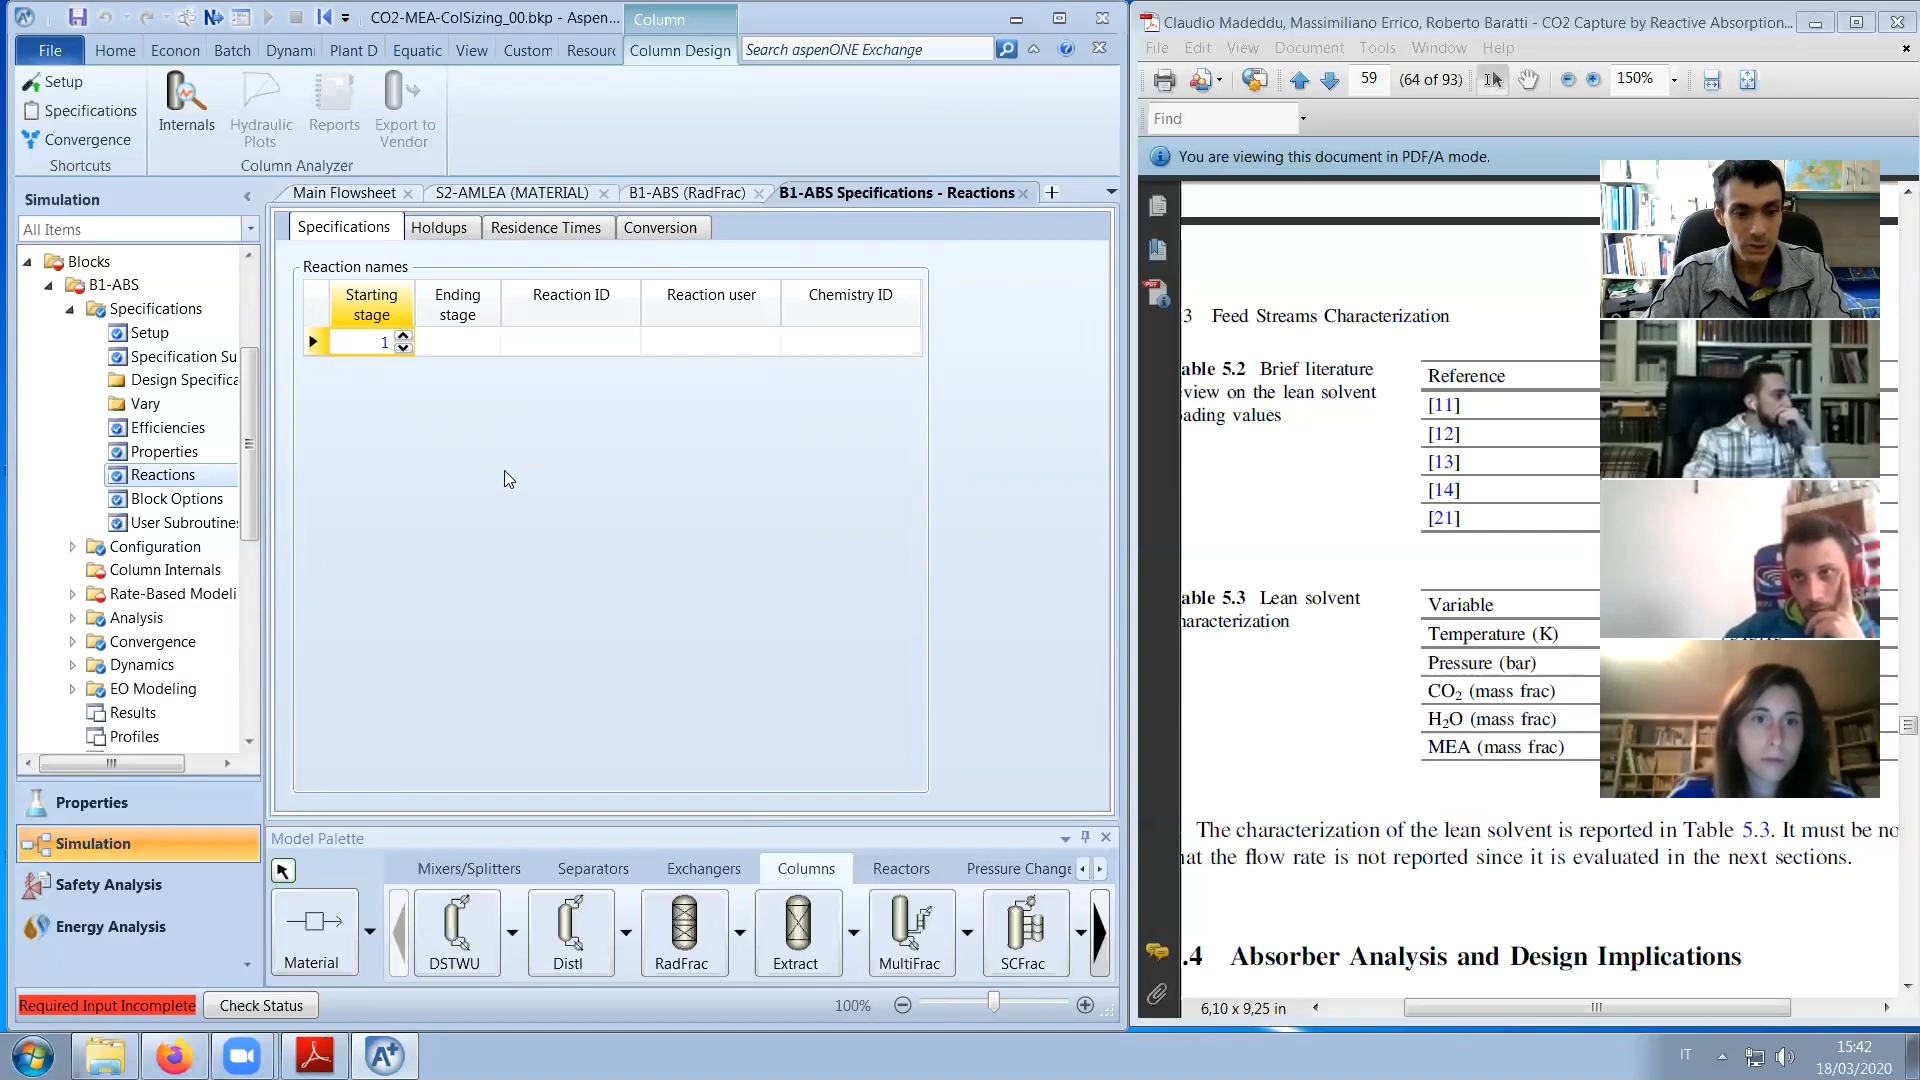 CO2-MEA-ColSizing_00.bkp - Aspen...
Column
File
Home
Econon
Batch
Dynami
Plant D
Equatic
View
Custom
Resourc
Column Design
Search aspenONE Exchange
Setup
Specifications
Convergence
Shortcuts
Internals
Hydraulic
Plots
Reports
Export to
Vendor
Column Analyzer
Simulation
All Items
Blocks
B1-ABS
Specifications
Setup
Specification Su
Design Specifica
Vary
Efficiencies
Properties
Reactions
Block Options
User Subroutines
Configuration
Column Internals
Rate-Based Modeli
Analysis
Convergence
Dynamics
EO Modeling
Results
Profiles
Properties
Simulation
Safety Analysis
Energy Analysis
Required Input Incomplete
Check Status
Main Flowsheet
S2-AMLEA (MATERIAL)
B1-ABS (RadFrac)
B1-ABS Specifications - Reactions
Specifications
Holdups
Residence Times
Conversion
Reaction names
Starting
stage
Ending
stage
Reaction ID
Reaction user
Chemistry ID
1
Model Palette
Mixers/Splitters
Separators
Exchangers
Columns
Reactors
Pressure Change
Material
DSTWU
Distl
RadFrac
Extract
MultiFrac
SCFrac
100%
Claudio Madeddu, Massimiliano Errico, Roberto Baratti - CO2 Capture by Reactive Absorption...
File
Edit
View
Document
Tools
Window
Help
59
(64 of 93)
150%
Find
You are viewing this document in PDF/A mode.
3 Feed Streams Characterization
able 5.2 Brief literature
view on the lean solvent
ading values
Reference
[11]
[12]
[13]
[14]
[21]
able 5.3 Lean solvent
haracterization
Variable
Temperature (K)
Pressure (bar)
CO2 (mass frac)
H2O (mass frac)
MEA (mass frac)
The characterization of the lean solvent is reported in Table 5.3. It must be no
at the flow rate is not reported since it is evaluated in the next sections.
.4 Absorber Analysis and Design Implications
6,10 x 9,25 in
IT
15:42
18/03/2020